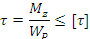 τ = M_z / W_p ≤ [τ]